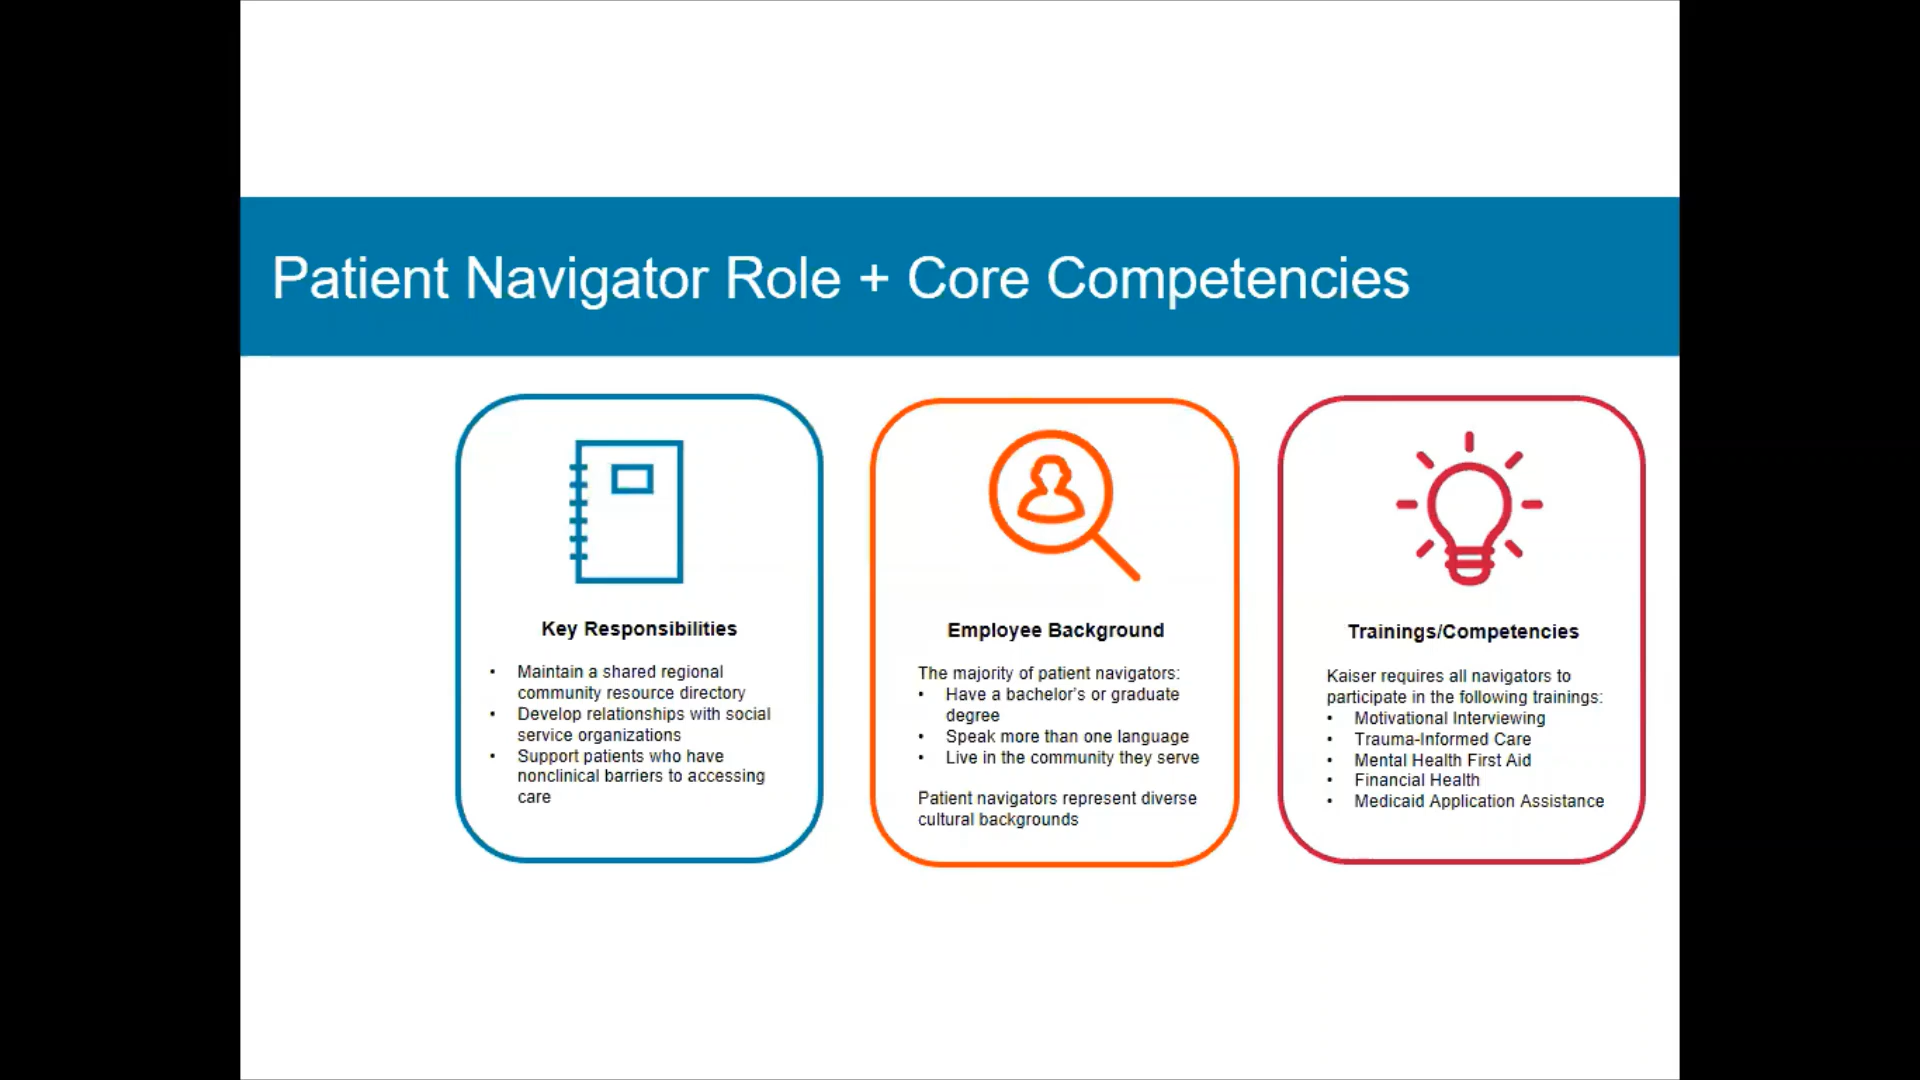 Patient Navigator Role + Core Competencies
Key Responsibilities
• Maintain a shared regional
community resource directory
• Develop relationships with social
service organizations
• Support patients who have
nonclinical barriers to accessing
care
Employee Background
The majority of patient navigators:
• Have a bachelor's or graduate
degree
• Speak more than one language
• Live in the community they serve
Patient navigators represent diverse
cultural backgrounds
Trainings/Competencies
Kaiser requires all navigators to
participate in the following trainings:
• Motivational Interviewing
• Trauma-Informed Care
• Mental Health First Aid
• Financial Health
• Medicaid Application Assistance